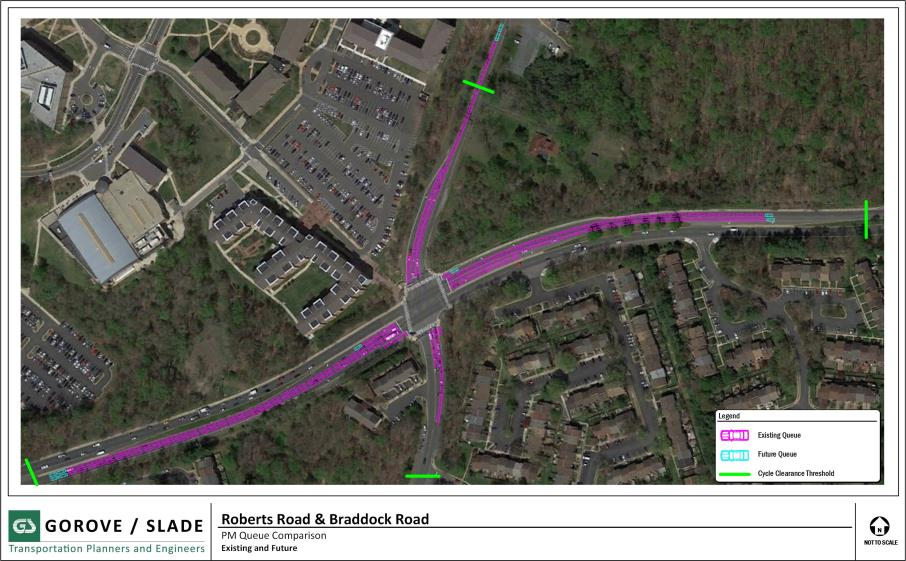 Legend
Existing Queue
Future Queue
Cycle Clearance Threshold
GS GOROVE / SLADE
Transportation Planners and Engineers
Roberts Road & Braddock Road
PM Queue Comparison
Existing and Future
N
NOT TO SCALE